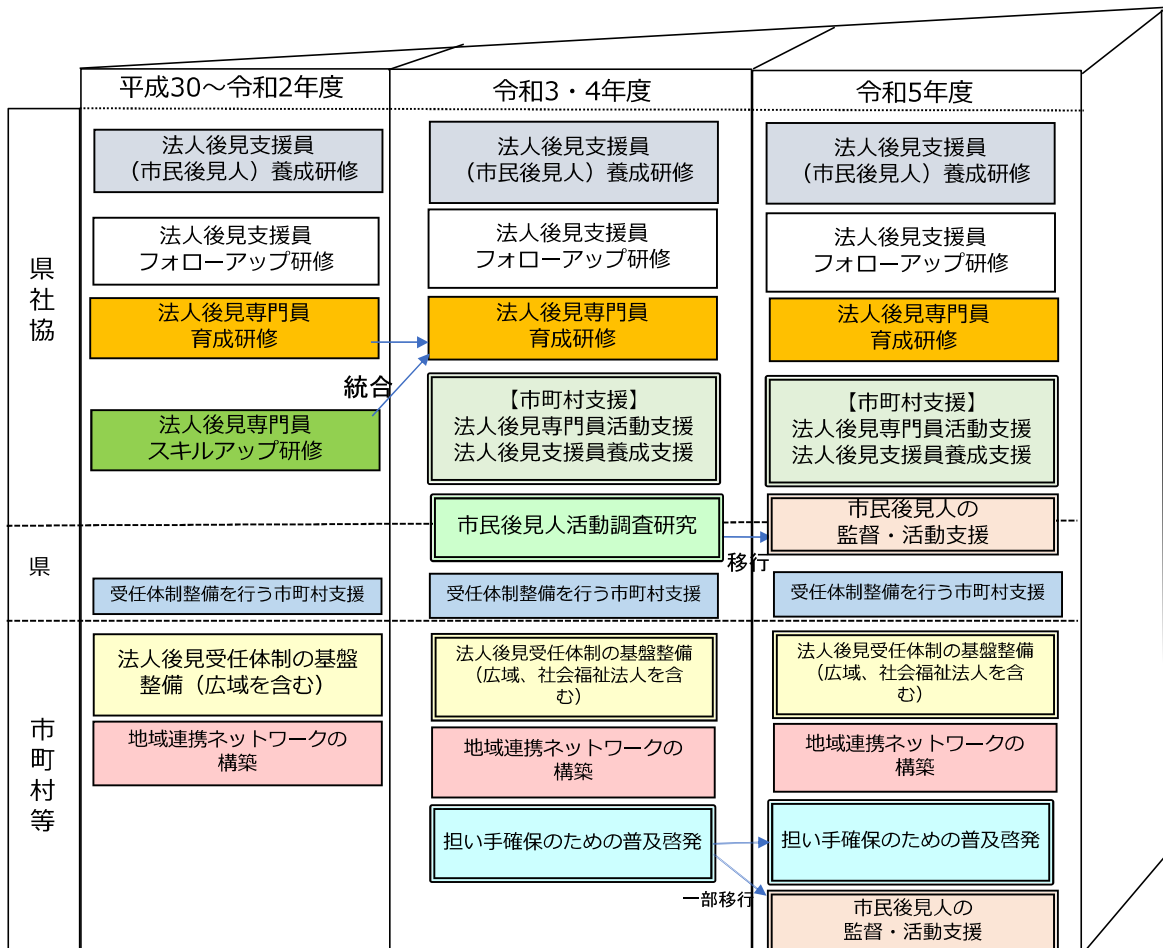 平成30～令和2年度
令和3・4年度
令和5年度
県社協
法人後見支援員
（市民後見人）養成研修
法人後見支援員
フォローアップ研修
法人後見専門員
育成研修
統合
法人後見専門員
スキルアップ研修
法人後見支援員
（市民後見人）養成研修
法人後見支援員
フォローアップ研修
法人後見専門員
育成研修
【市町村支援】
法人後見専門員活動支援
法人後見支援員養成支援
市民後見人活動調査研究
移行
法人後見支援員
（市民後見人）養成研修
法人後見支援員
フォローアップ研修
法人後見専門員
育成研修
【市町村支援】
法人後見専門員活動支援
法人後見支援員養成支援
市民後見人の
監督・活動支援
県
受任体制整備を行う市町村支援
受任体制整備を行う市町村支援
受任体制整備を行う市町村支援
市町村等
法人後見受任体制の基盤
整備（広域を含む）
地域連携ネットワークの
構築
法人後見受任体制の基盤整備
（広域、社会福祉法人を含
む）
地域連携ネットワークの
構築
担い手確保のための普及啓発
一部移行
法人後見受任体制の基盤整備
（広域、社会福祉法人を含
む）
地域連携ネットワークの
構築
担い手確保のための普及啓発
市民後見人の
監督・活動支援